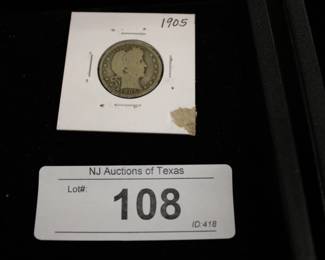 1905
NJ Auctions of Texas
Lot#:
108
ID:418